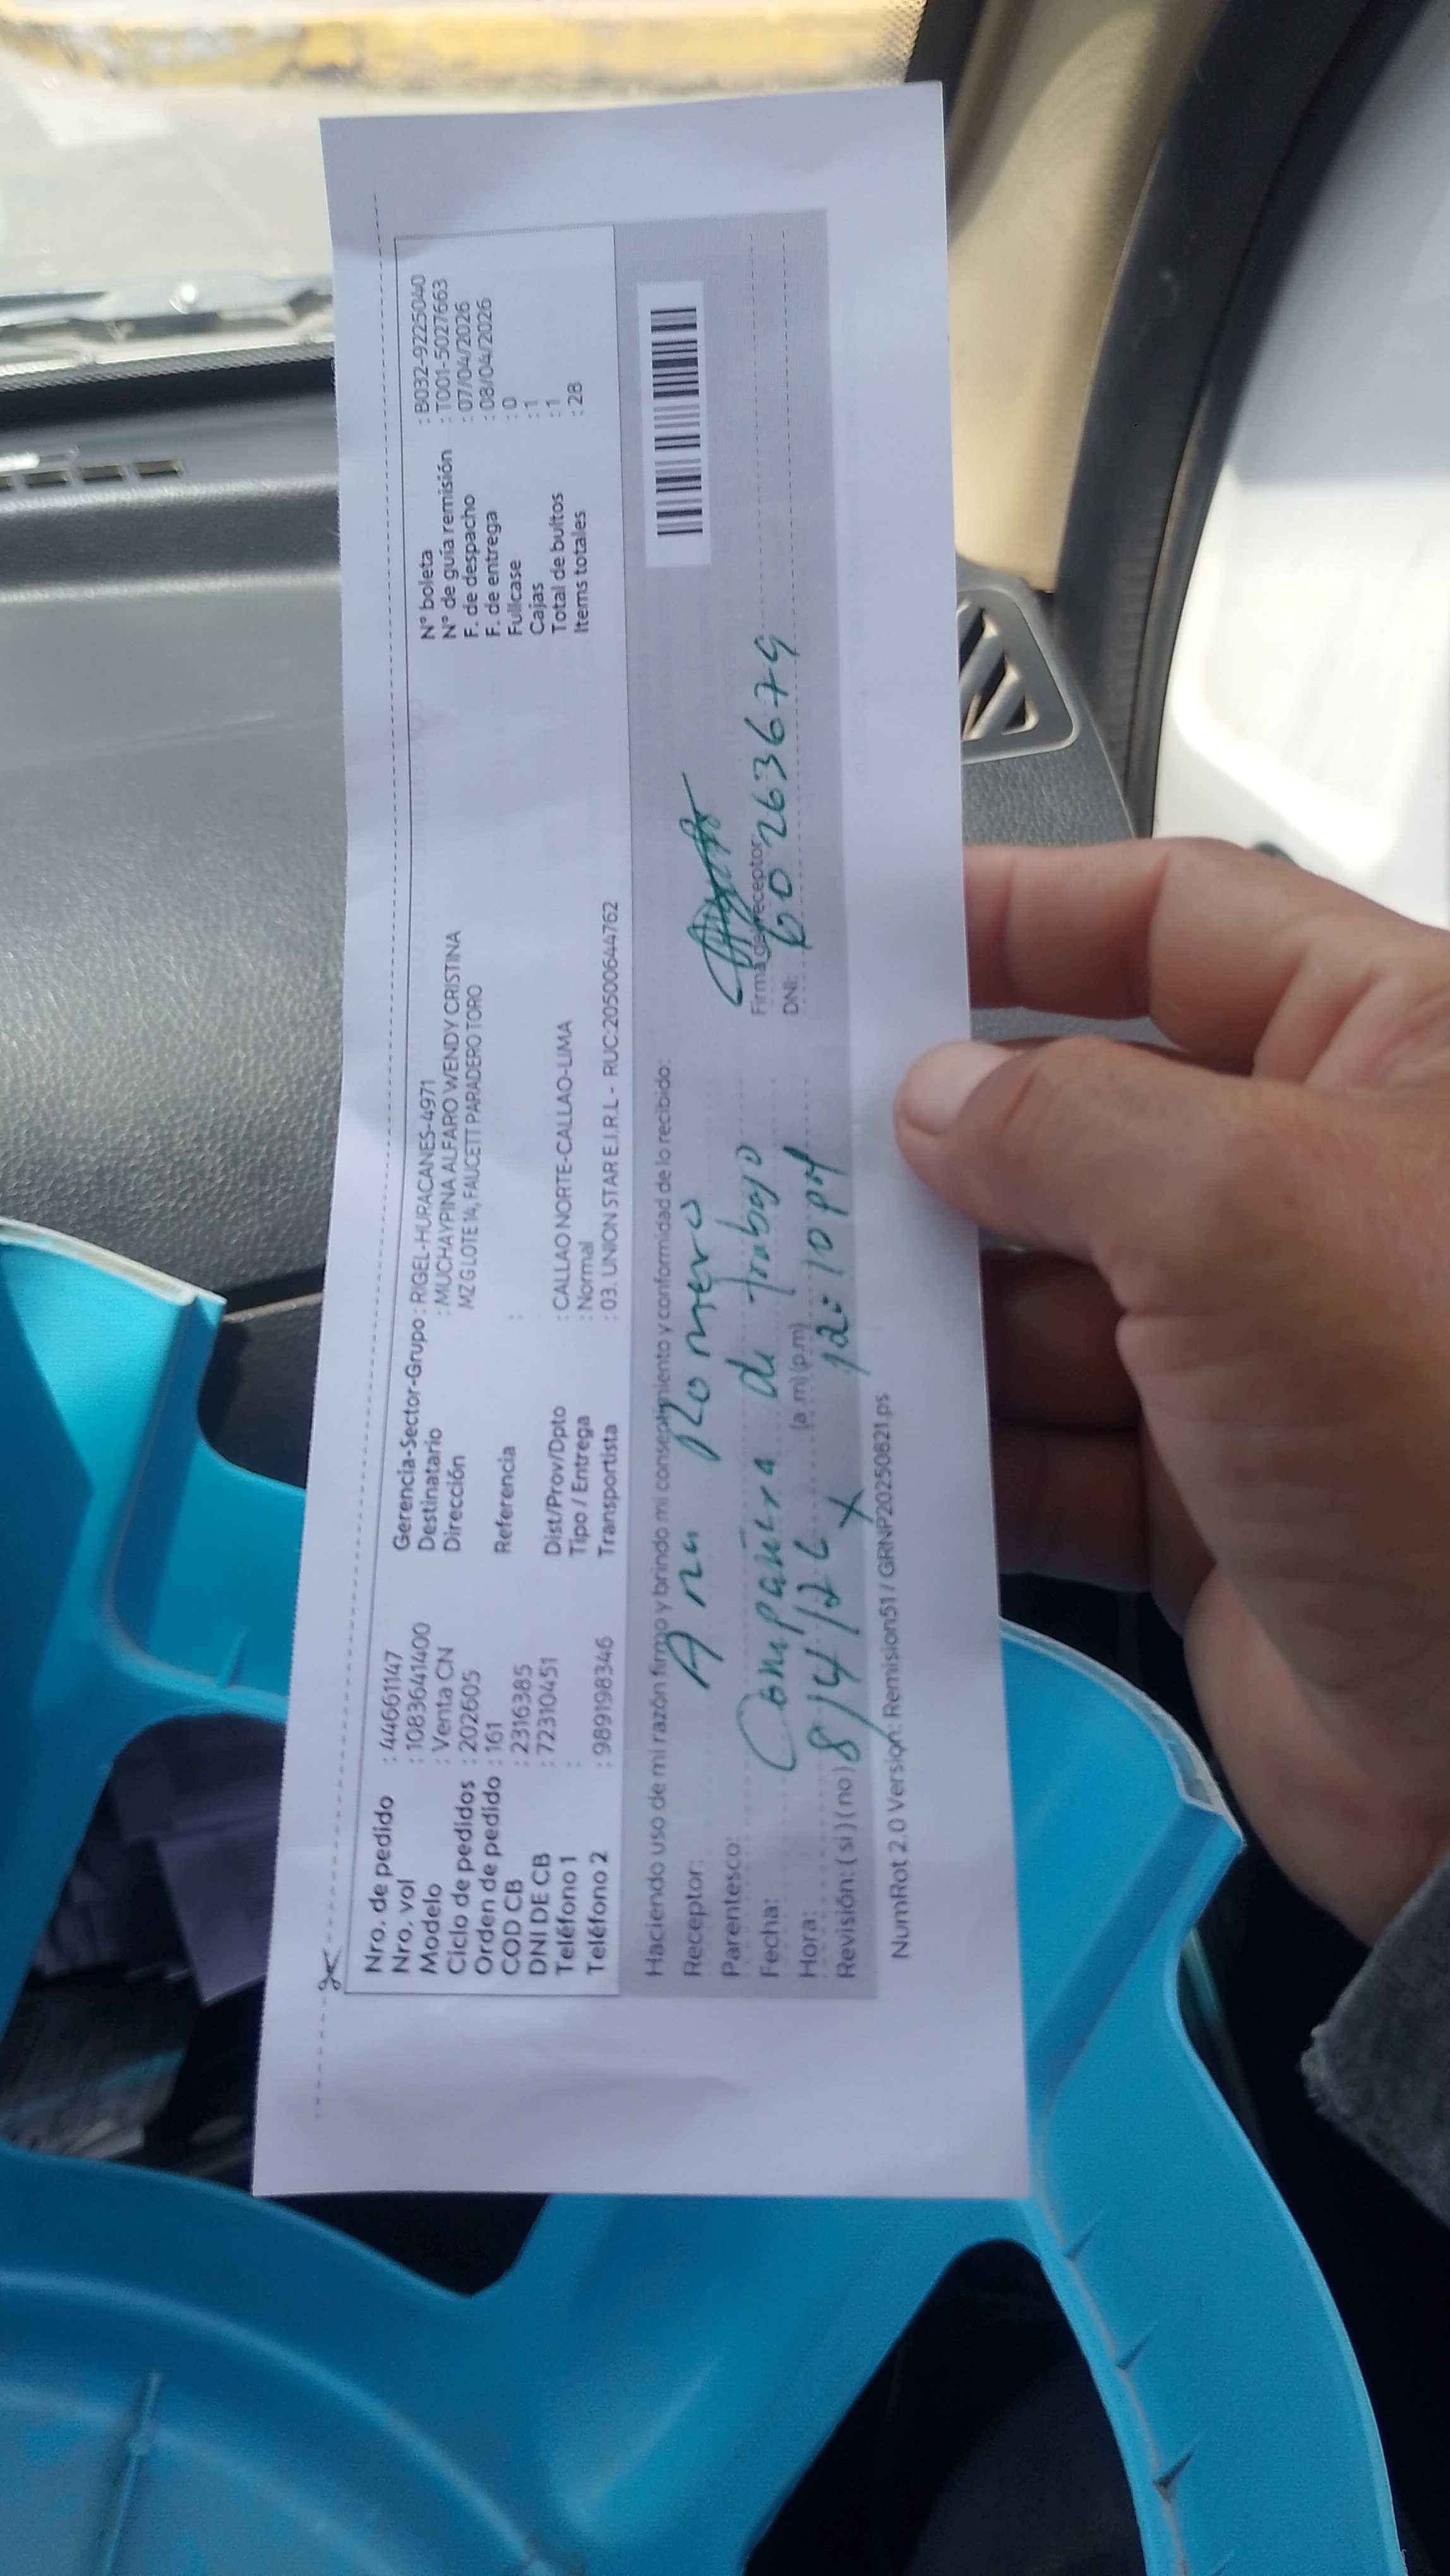 Nro. de pedido : 44661147
Nro. vol : 1083641400
Modelo : Venta CN
Ciclo de pedidos : 202605
Orden de pedido : 161
COD CB : 2316385
DNI DE CB : 72310451
Teléfono 1 :
Teléfono 2 : 989198346
Gerencia-Sector-Grupo : RIGEL-HURACANES-4971
Destinatario : MUCHAYPINA ALFARO WENDY CRISTINA
Dirección MZ G LOTE 14, FAUCETT PARADERO TORO
Referencia :
Dist/Prov/Dpto : CALLAO NORTE-CALLAO-LIMA
Tipo / Entrega : Normal
Transportista : 03. UNION STAR E.I.R.L - RUC:20500644762
N° boleta : B032-9225040
N° de guía remisión : T001-5027663
F. de despacho : 07/04/2026
F. de entrega : 08/04/2026
Fullcase : 0
Cajas : 1
Total de bultos : 1
Items totales : 28
Haciendo uso de mi razón firmo y brindo mi consentimiento y conformidad de lo recibido:
Receptor: Ana Romero
Parentesco: Compañera de trabajo
Fecha: 8/4/26
Hora: (a.m) (p.m) 12:10 pm
Revisión: (si) (no) X
Firma de receptor:
DNI: 60263679
NumRot 2.0 Version: Remision51 / GRNP20250621.ps